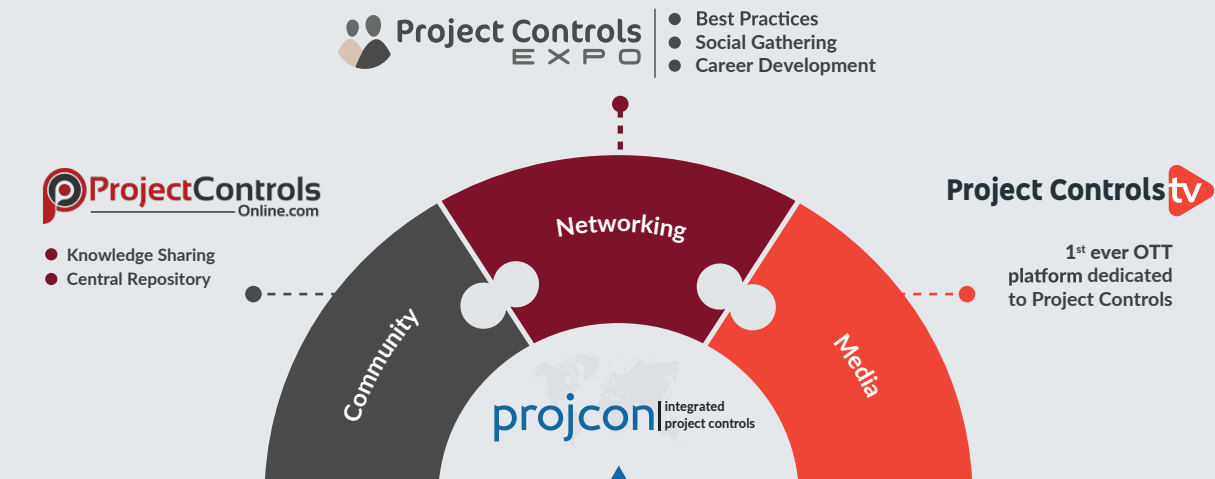 Project Controls
EXPO
Best Practices
Social Gathering
Career Development
ProjectControls
Online.com
Knowledge Sharing
Central Repository
Project Controls tv
1st ever OTT
platform dedicated
to Project Controls
Networking
Community
Media
projcon
integrated
project controls